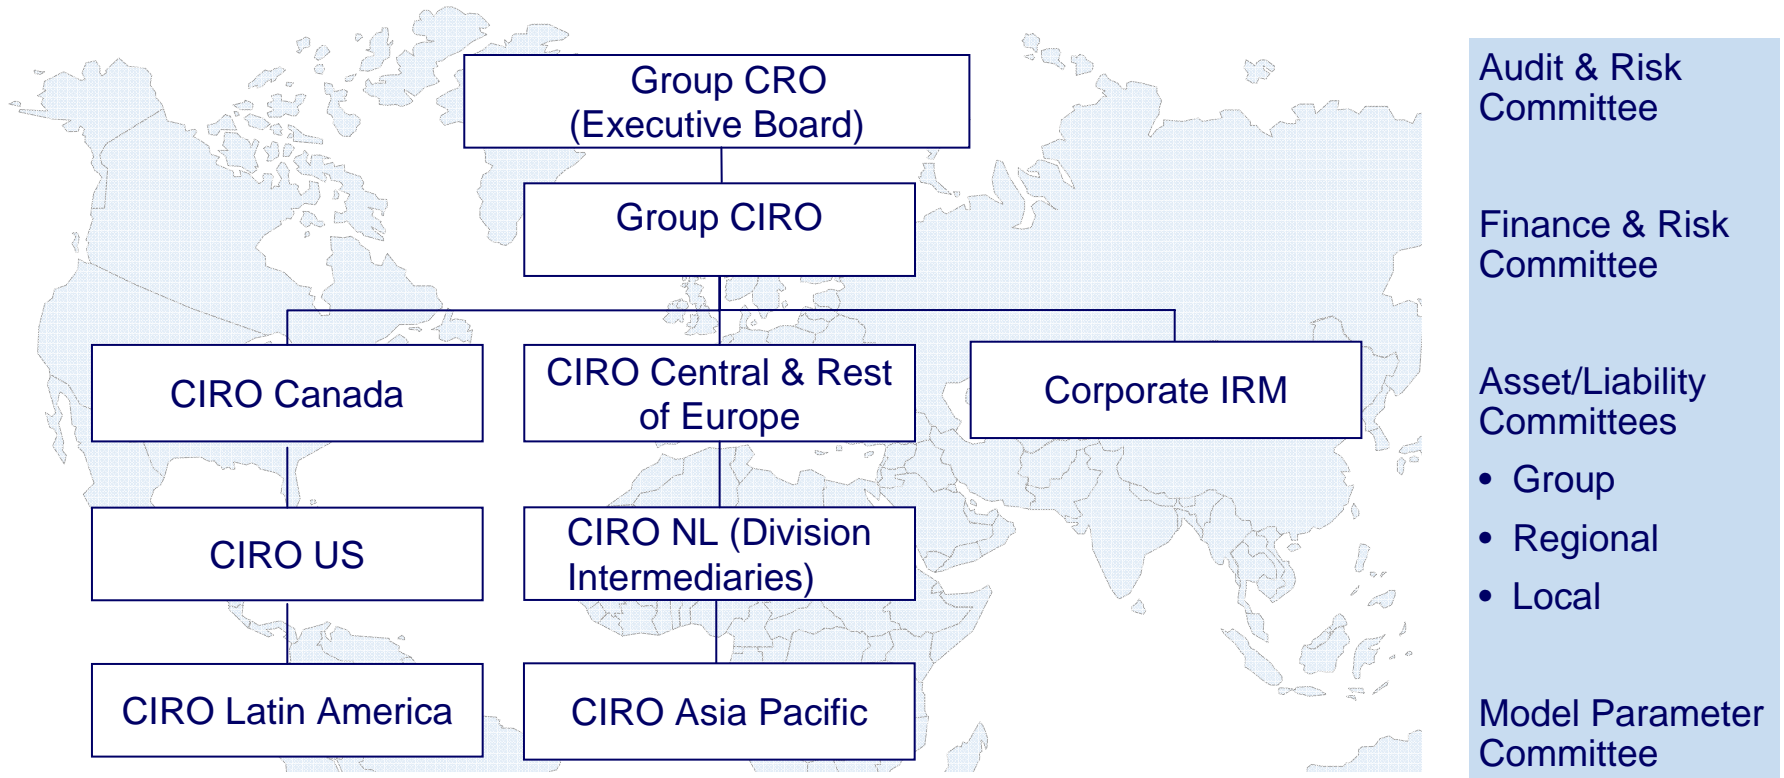 Group CRO
(Executive Board)
Group CIRO
CIRO Canada
CIRO Central & Rest
of Europe
Corporate IRM
CIRO US
CIRO NL (Division
Intermediaries)
CIRO Latin America
CIRO Asia Pacific
Audit & Risk
Committee
Finance & Risk
Committee
Asset/Liability
Committees
• Group
• Regional
• Local
Model Parameter
Committee